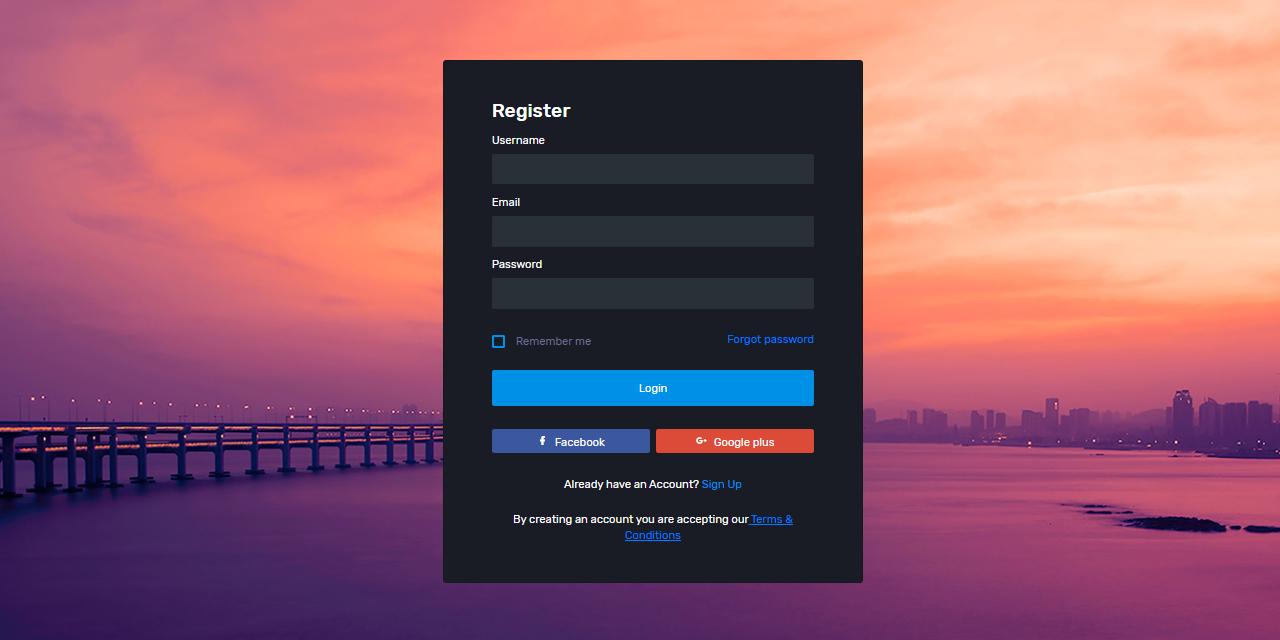 Register
Username
Email
Password
Remember me
Forgot password
Login
Facebook
G+ Google plus
Already have an Account? Sign Up
By creating an account you are accepting our Terms &
Conditions